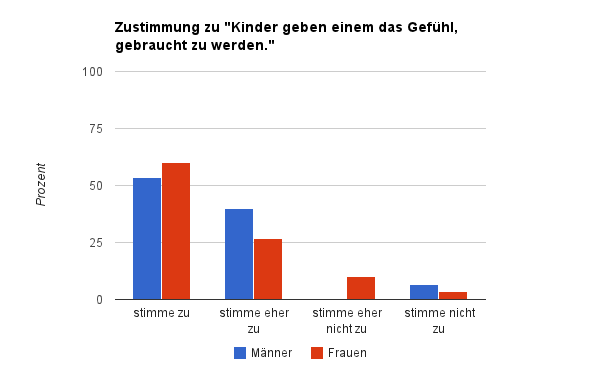 Zustimmung zu "Kinder geben einem das Gefühl,
gebraucht zu werden."
100
75
50
25
0
Prozent
stimme zu
stimme eher
zu
stimme eher
nicht zu
stimme nicht
zu
Männer
Frauen